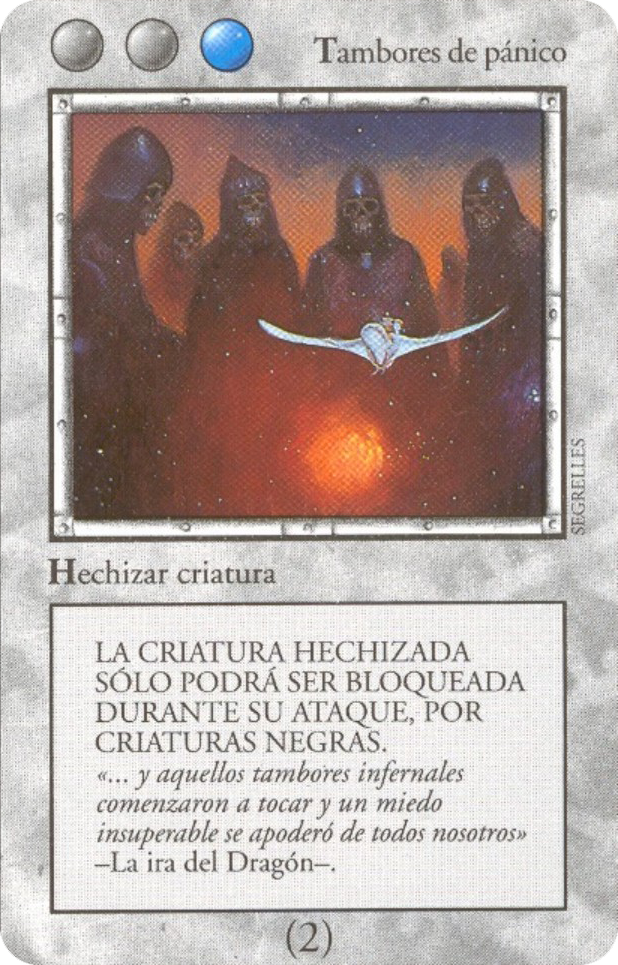 Tambores de pánico
SEGRELLES
Hechizar criatura
LA CRIATURA HECHIZADA
SÓLO PODRÁ SER BLOQUEADA
DURANTE SU ATAQUE, POR
CRIATURAS NEGRAS.
«... y aquellos tambores infernales
comenzaron a tocar y un miedo
insuperable se apoderó de todos nosotros»
–La ira del Dragón–.
(2)